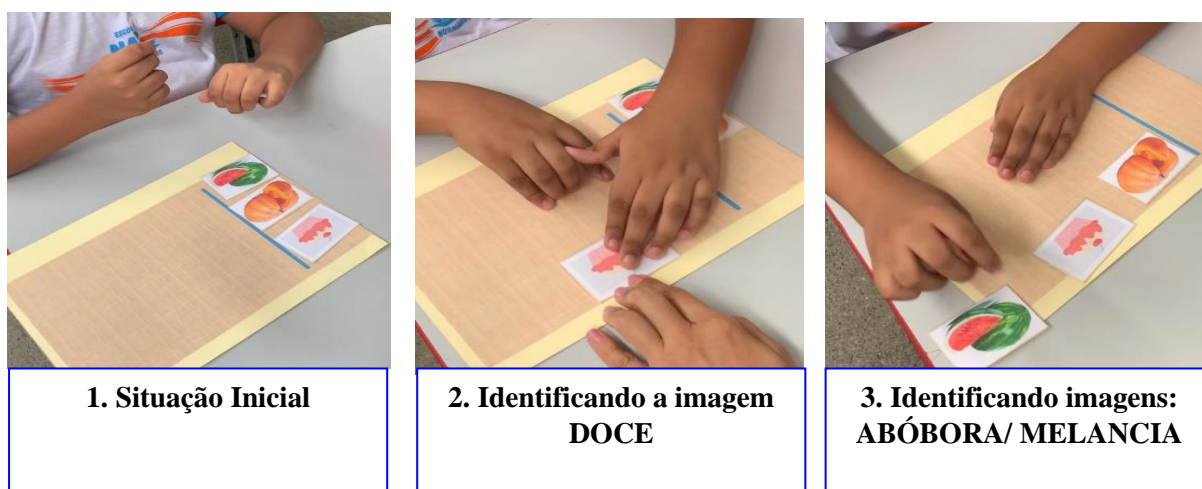 1. Situação Inicial
2. Identificando a imagem
DOCE
3. Identificando imagens:
ABÓBORA/ MELANCIA